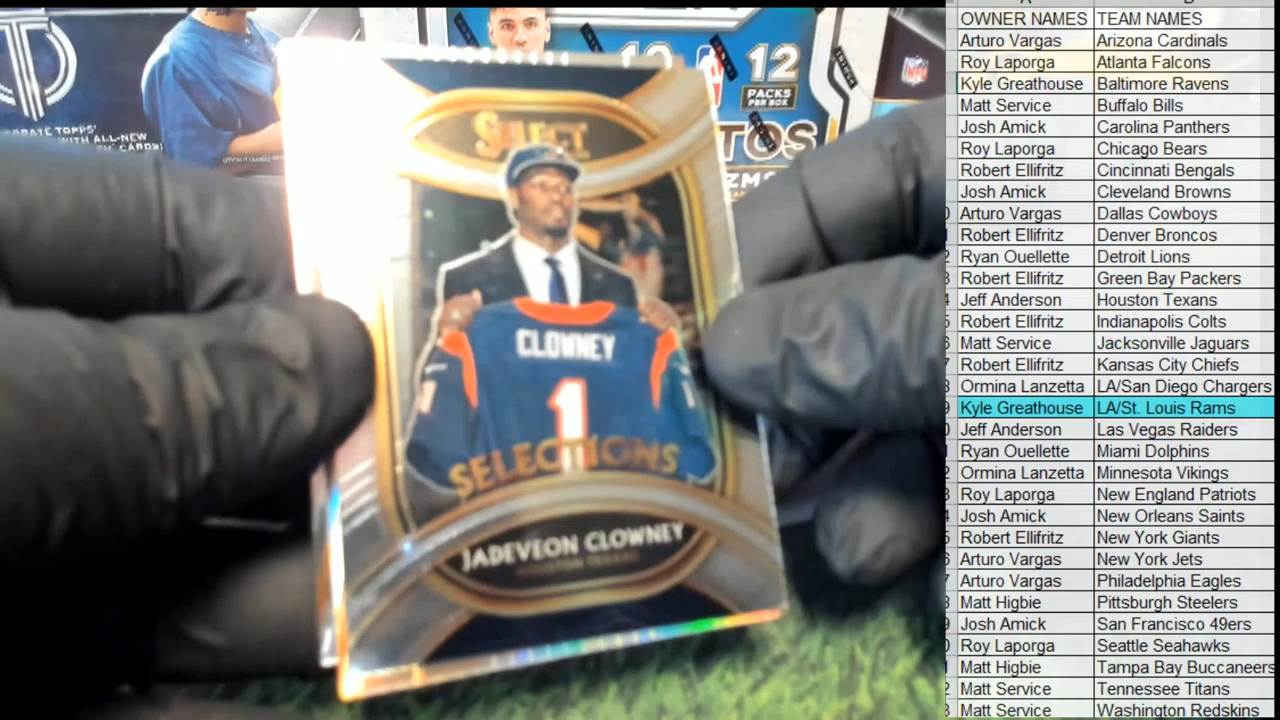 12
12
PACKS
PER BOX
WITH ALL-NEW
NFL
SELECT
CLOWNEY
1
SELECTIONS
JADEVEON CLOWNEY
HOUSTON TEXANS
OWNER NAMES TEAM NAMES
Arturo Vargas Arizona Cardinals
Roy Laporga Atlanta Falcons
Kyle Greathouse Baltimore Ravens
Matt Service Buffalo Bills
Josh Amick Carolina Panthers
Roy Laporga Chicago Bears
Robert Ellifritz Cincinnati Bengals
Josh Amick Cleveland Browns
Arturo Vargas Dallas Cowboys
Robert Ellifritz Denver Broncos
Ryan Ouellette Detroit Lions
Robert Ellifritz Green Bay Packers
Jeff Anderson Houston Texans
Robert Ellifritz Indianapolis Colts
Matt Service Jacksonville Jaguars
Robert Ellifritz Kansas City Chiefs
Ormina Lanzetta LA/San Diego Chargers
Kyle Greathouse LA/St. Louis Rams
Jeff Anderson Las Vegas Raiders
Ryan Ouellette Miami Dolphins
Ormina Lanzetta Minnesota Vikings
Roy Laporga New England Patriots
Josh Amick New Orleans Saints
Robert Ellifritz New York Giants
Arturo Vargas New York Jets
Arturo Vargas Philadelphia Eagles
Matt Higbie Pittsburgh Steelers
Josh Amick San Francisco 49ers
Roy Laporga Seattle Seahawks
Matt Higbie Tampa Bay Buccaneers
Matt Service Tennessee Titans
Matt Service Washington Redskins